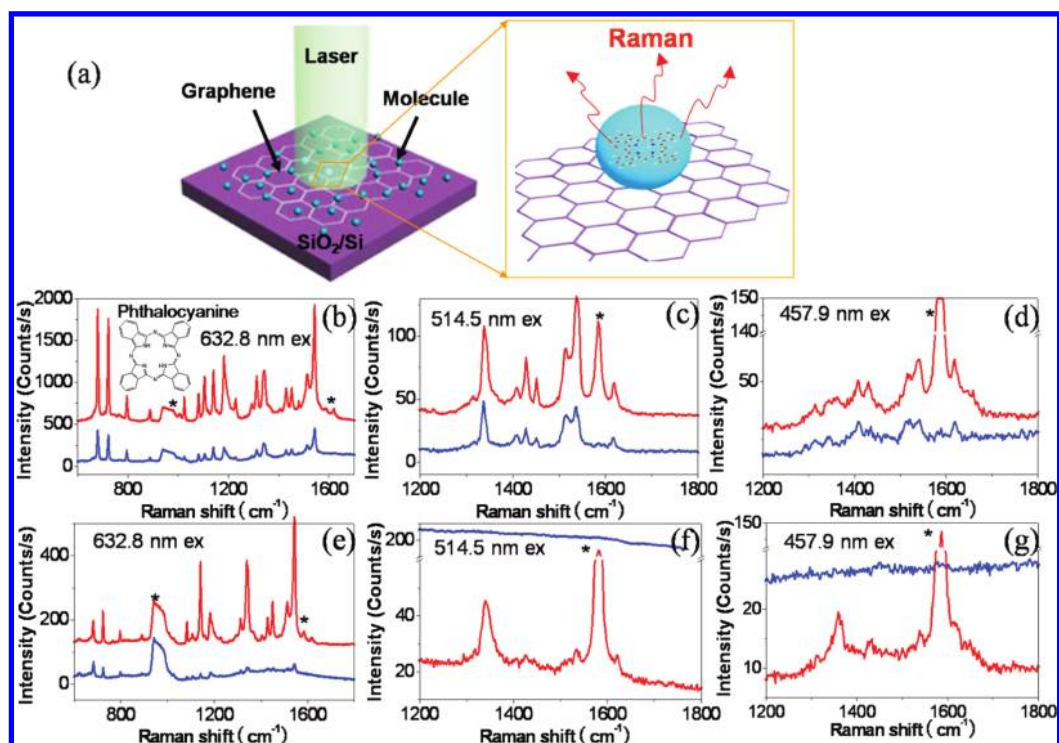 (a)
Laser
Graphene
Molecule
SiO2/Si
Raman
Intensity (Counts/s)
2000
1500
1000
500
0
Phthalocyanine
N
N
N
N
NH
N
N
HN
632.8 nm ex
(b)
*
*
800 1200 1600
Raman shift ( cm-1)
Intensity (Counts/s)
100
50
0
514.5 nm ex
*
(c)
1200 1400 1600 1800
Raman shift ( cm-1)
Intensity (Counts/s)
150
140
50
0
457.9 nm ex
*
(d)
1200 1400 1600 1800
Raman shift ( cm-1)
Intensity (Counts/s)
400
200
0
632.8 nm ex
(e)
*
*
800 1200 1600
Raman shift ( cm-1)
Intensity (Counts/s)
200
40
20
514.5 nm ex
*
(f)
1200 1400 1600 1800
Raman shift ( cm-1)
Intensity (Counts/s)
150
20
10
457.9 nm ex
*
(g)
1200 1400 1600 1800
Raman shift ( cm-1)